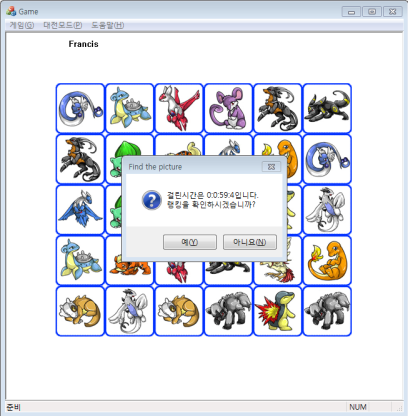 Game
게임(G) 대전모드(P) 도움말(H)
Francis
Find the picture
걸린시간은 0:0:59:4입니다.
랭킹을 확인하시겠습니까?
예(Y) 아니요(N)
준비 NUM